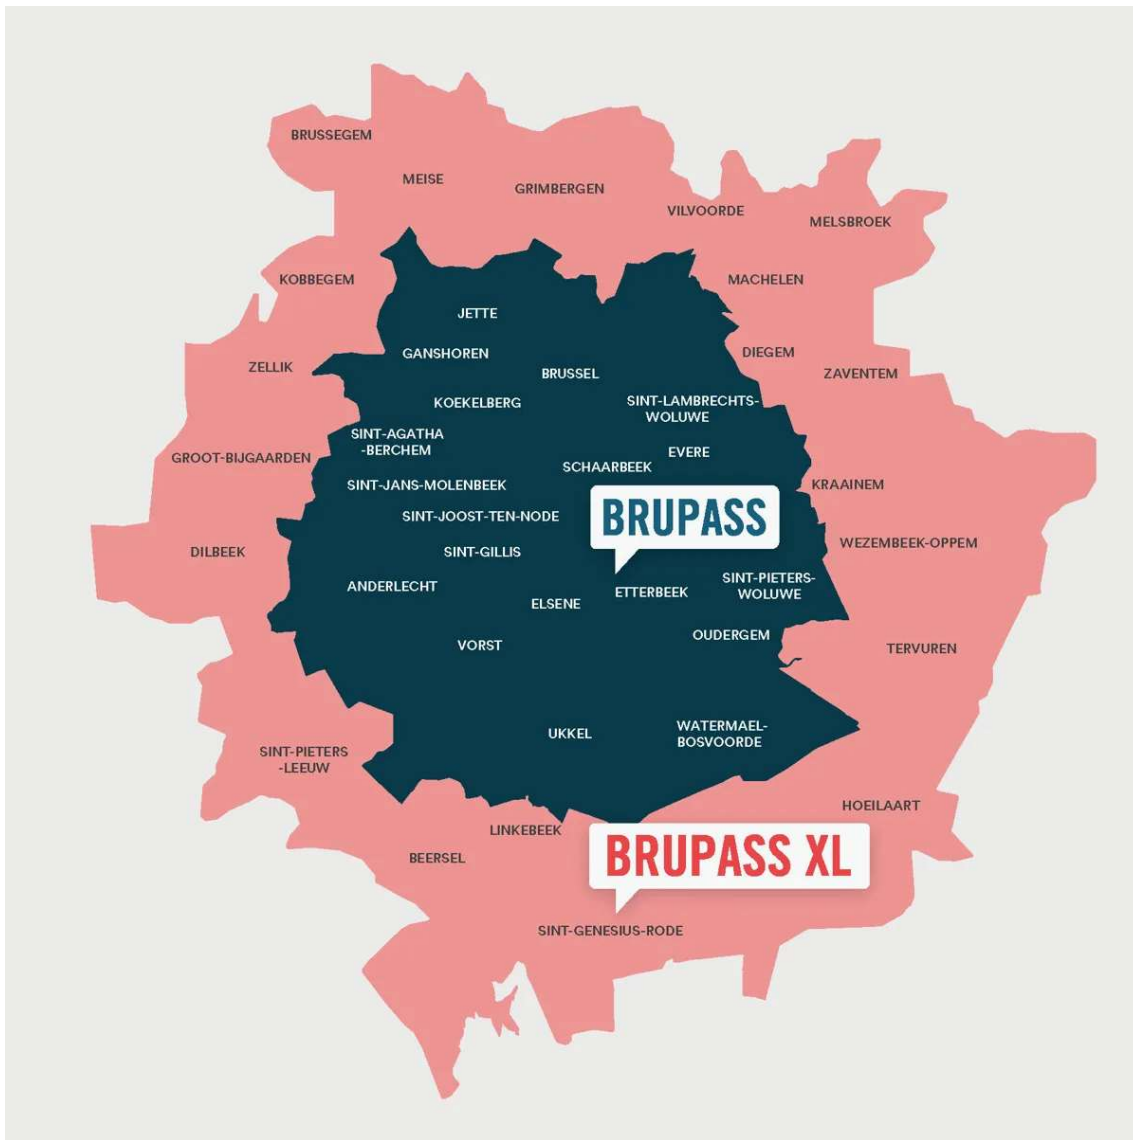 BRUSSEGEM
MEISE
GRIMBERGEN
VILVOORDE
MELSBROEK
KOBBEGEM
MACHELEN
JETTE
GANSHOREN
DIEGEM
ZELLIK
BRUSSEL
ZAVENTEM
KOEKELBERG
SINT-LAMBRECHTS-
WOLUWE
SINT-AGATHA
-BERCHEM
EVERE
GROOT-BIJGAARDEN
SCHAARBEEK
SINT-JANS-MOLENBEEK
KRAAINEM
BRUPASS
SINT-JOOST-TEN-NODE
WEZEMBEEK-OPPEM
DILBEEK
SINT-GILLIS
SINT-PIETERS-
WOLUWE
ANDERLECHT
ETTERBEEK
ELSENE
OUDERGEM
VORST
TERVUREN
WATERMAEL-
BOSVOORDE
UKKEL
SINT-PIETERS
-LEEUW
HOEILAART
LINKEBEEK
BEERSEL
BRUPASS XL
SINT-GENESIUS-RODE